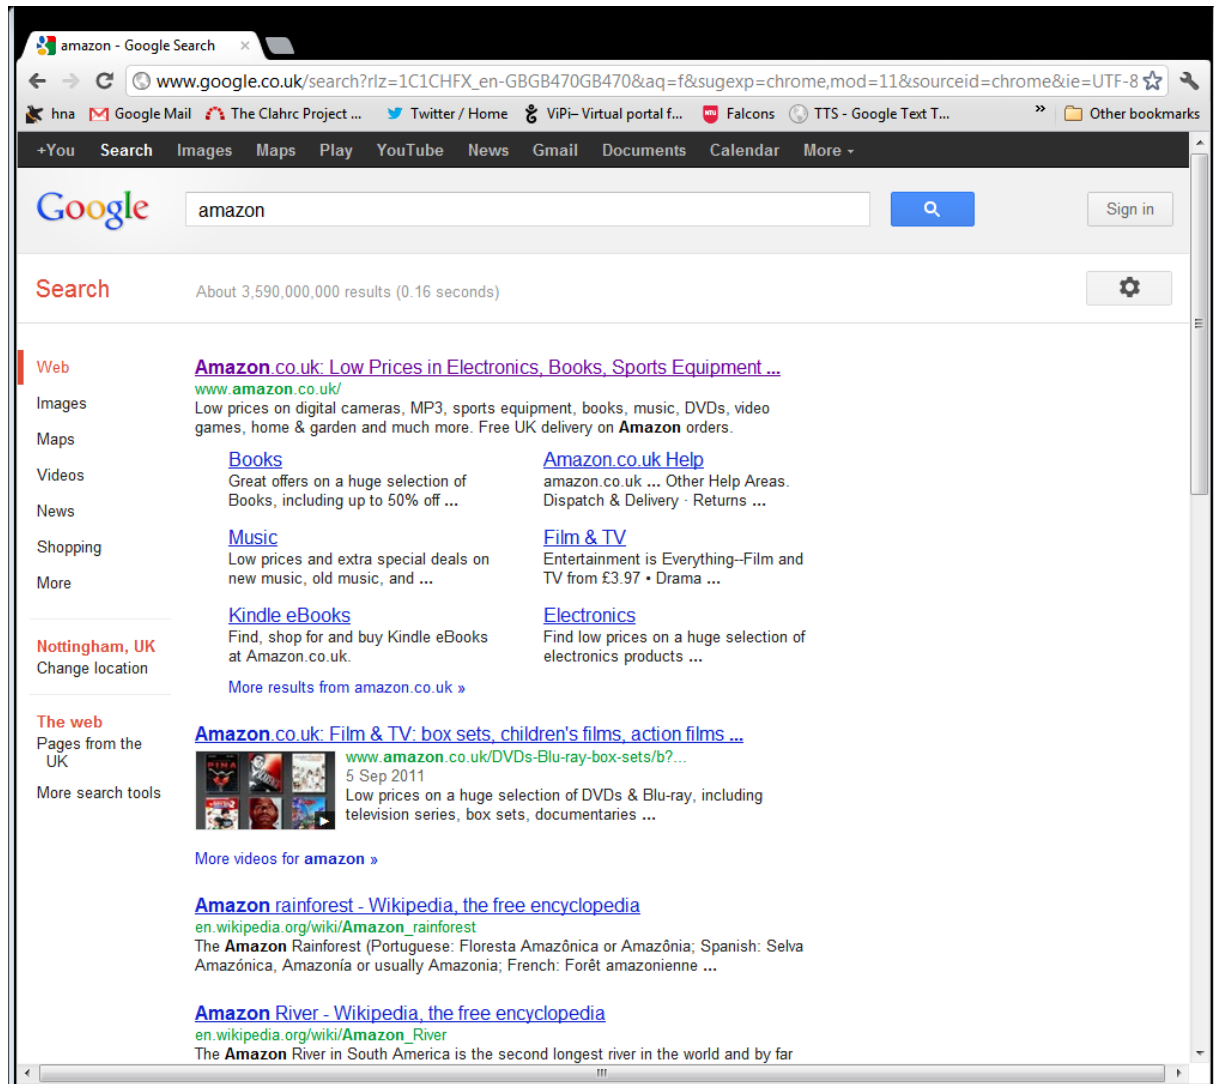 amazon - Google Search
www.google.co.uk/search?rlz=1C1CHFX_en-GBGB470GB470&aq=f&sugexp=chrome,mod=11&sourceid=chrome&ie=UTF-8
hna Google Mail The Clahrc Project ... Twitter / Home ViPi– Virtual portal f... Falcons TTS - Google Text T... » Other bookmarks
+You Search Images Maps Play YouTube News Gmail Documents Calendar More
Google amazon Sign in
Search About 3,590,000,000 results (0.16 seconds)
Web
Images
Maps
Videos
News
Shopping
More
Nottingham, UK
Change location
The web
Pages from the
UK
More search tools
Amazon.co.uk: Low Prices in Electronics, Books, Sports Equipment ...
www.amazon.co.uk/
Low prices on digital cameras, MP3, sports equipment, books, music, DVDs, video
games, home & garden and much more. Free UK delivery on Amazon orders.
Books
Great offers on a huge selection of
Books, including up to 50% off ...
Amazon.co.uk Help
amazon.co.uk ... Other Help Areas.
Dispatch & Delivery · Returns ...
Music
Low prices and extra special deals on
new music, old music, and ...
Film & TV
Entertainment is Everything--Film and
TV from £3.97 • Drama ...
Kindle eBooks
Find, shop for and buy Kindle eBooks
at Amazon.co.uk.
Electronics
Find low prices on a huge selection of
electronics products ...
More results from amazon.co.uk »
Amazon.co.uk: Film & TV: box sets, children's films, action films ...
www.amazon.co.uk/DVDs-Blu-ray-box-sets/b?...
5 Sep 2011
Low prices on a huge selection of DVDs & Blu-ray, including
television series, box sets, documentaries ...
More videos for amazon »
Amazon rainforest - Wikipedia, the free encyclopedia
en.wikipedia.org/wiki/Amazon_rainforest
The Amazon Rainforest (Portuguese: Floresta Amazônica or Amazônia; Spanish: Selva
Amazónica, Amazonía or usually Amazonia; French: Forêt amazonienne ...
Amazon River - Wikipedia, the free encyclopedia
en.wikipedia.org/wiki/Amazon_River
The Amazon River in South America is the second longest river in the world and by far